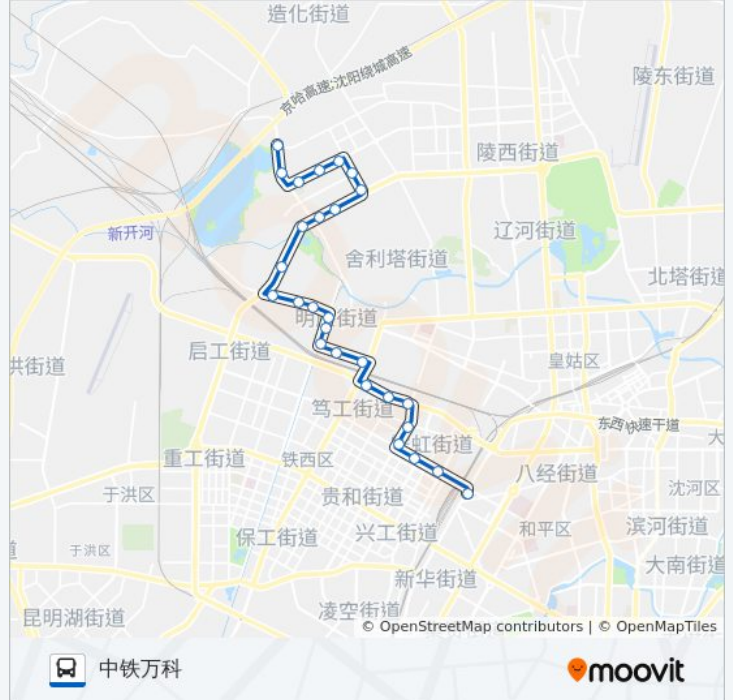 造化街道
京哈高速;沈阳绕城高速
陵东街道
陵西街道
新开河
辽河街道
舍利塔街道
北塔街道
明 街道
启工街道
皇姑区
洪街道
笃工街道
东西快速干道
大
虹街道
重工街道
铁西区
八经街道
于洪区
贵和街道
沈河区
保工街道
兴工街道
和平区
滨河街道
道
于洪区
大南街道
新华街道
昆明湖街道
凌空街道
© OpenStreetMap contributors | © OpenMapTiles
中铁万科
moovit